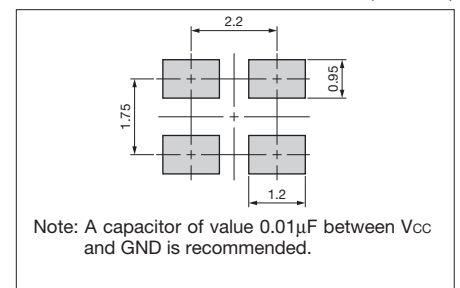 2.2
0.95
1.75
1.2
Note: A capacitor of value 0.01µF between Vcc
and GND is recommended.